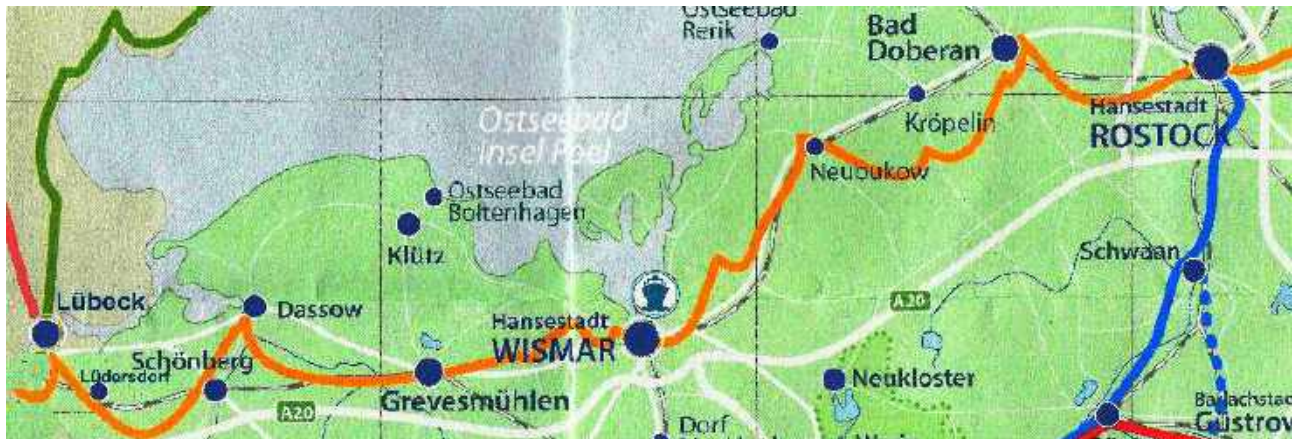 Ostseebad
Rerik
Bad
Doberan
Kröpelin
Hansestadt
ROSTOCK
Ostseebad
Insel Poel
Neubukow
Ostseebad
Boltenhagen
Klütz
Schwaan
Lübeck
Dassow
A20
Hansestadt
WISMAR
Schönberg
Lüdersdorf
Grevesmühlen
Neukloster
A20
Dorf
Güstrow